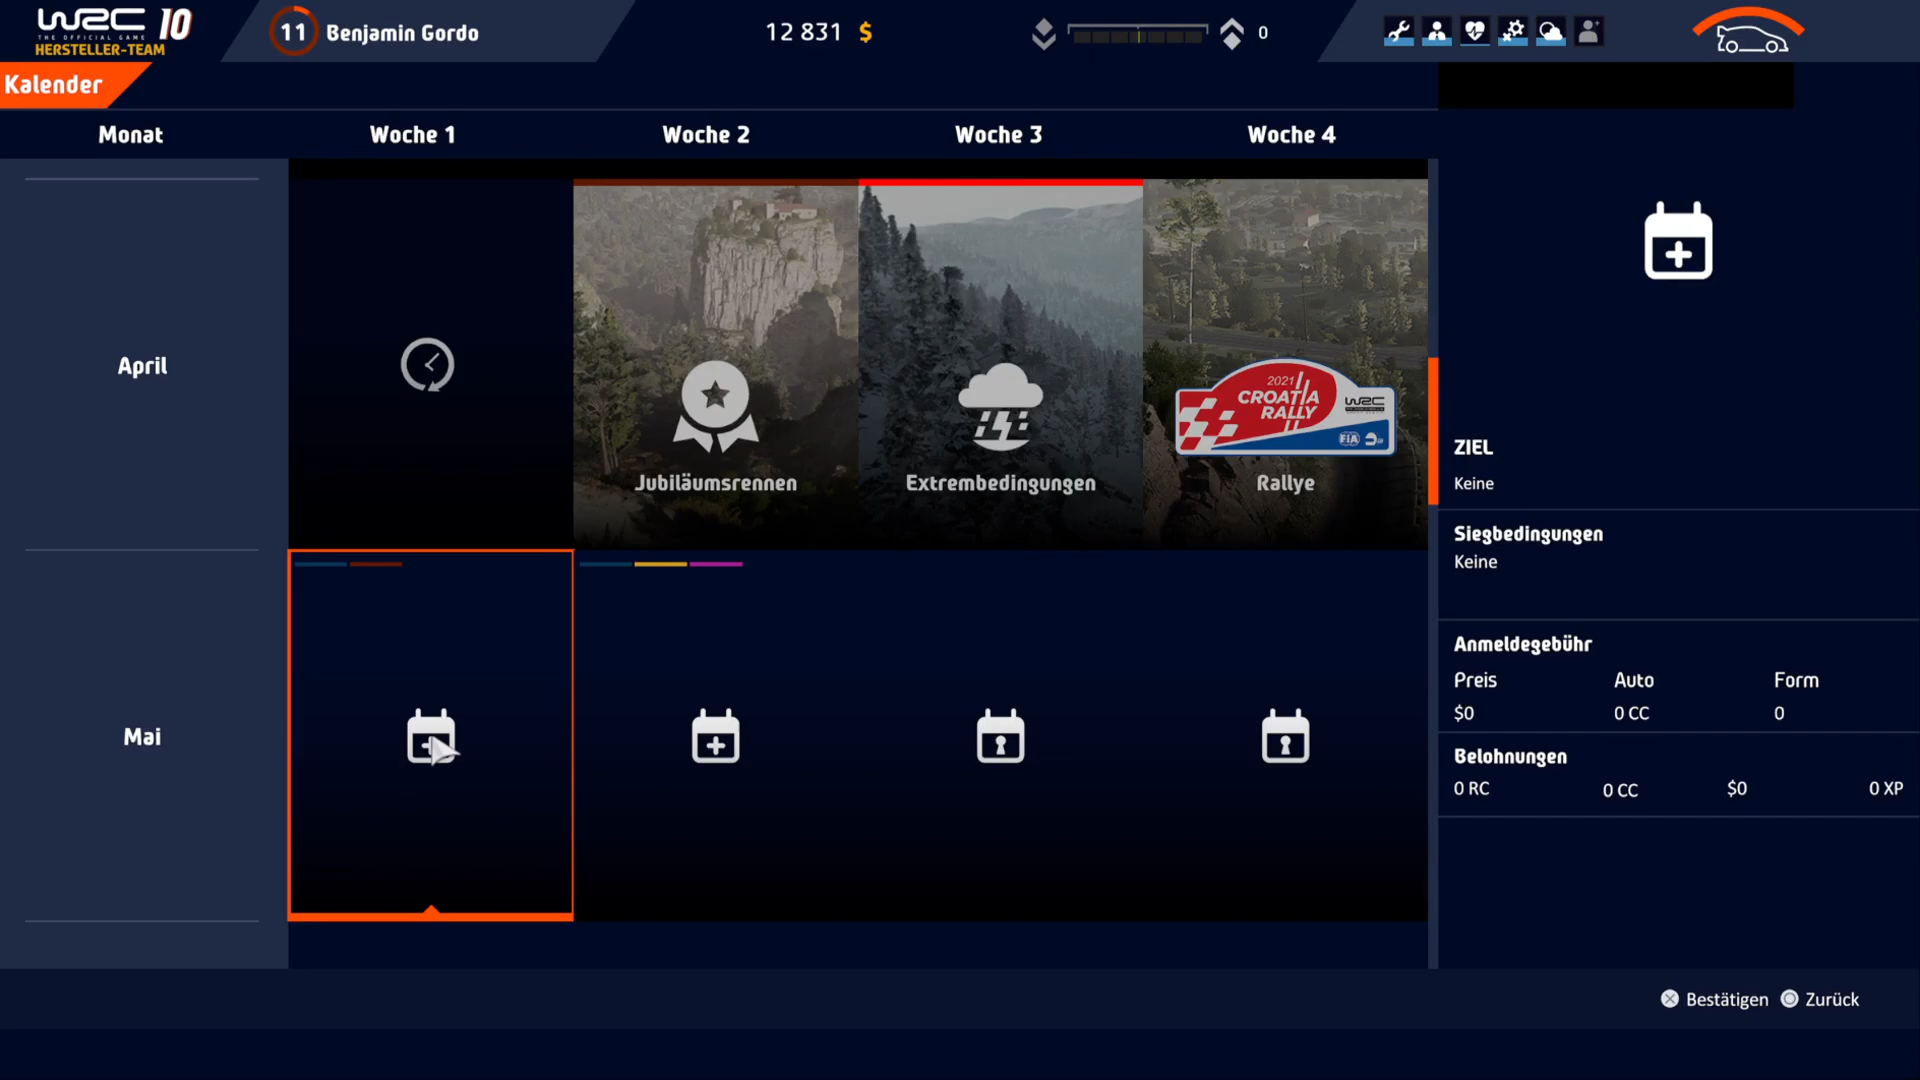 WRC 10
THE OFFICIAL GAME
HERSTELLER-TEAM
11 Benjamin Gordo
12 831 $
0
Kalender
Monat Woche 1 Woche 2 Woche 3 Woche 4
April
Jubiläumsrennen
Extrembedingungen
2021
CROATIA
RALLY
WRC
FIA
Rallye
Mai
ZIEL
Keine
Siegbedingungen
Keine
Anmeldegebühr
Preis Auto Form
$0 0 CC 0
Belohnungen
0 RC 0 CC $0 0 XP
Bestätigen Zurück